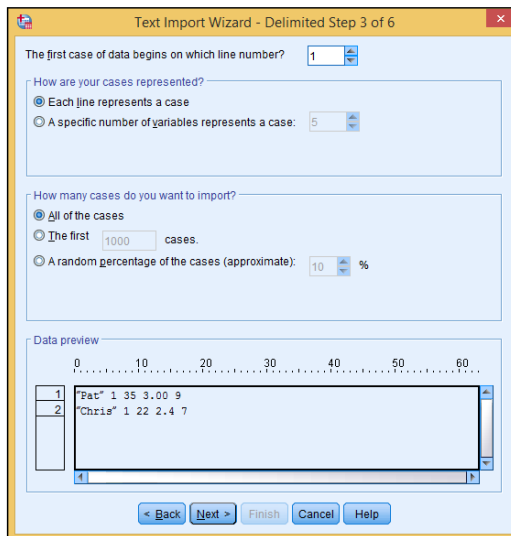 Text Import Wizard - Delimited Step 3 of 6
The first case of data begins on which line number? 1
How are your cases represented?
Each line represents a case
A specific number of variables represents a case: 5
How many cases do you want to import?
All of the cases
The first 1000 cases.
A random percentage of the cases (approximate): 10 %
Data preview
0 10 20 30 40 50 60
1 "Pat" 1 35 3.00 9
2 "Chris" 1 22 2.4 7
< Back Next > Finish Cancel Help